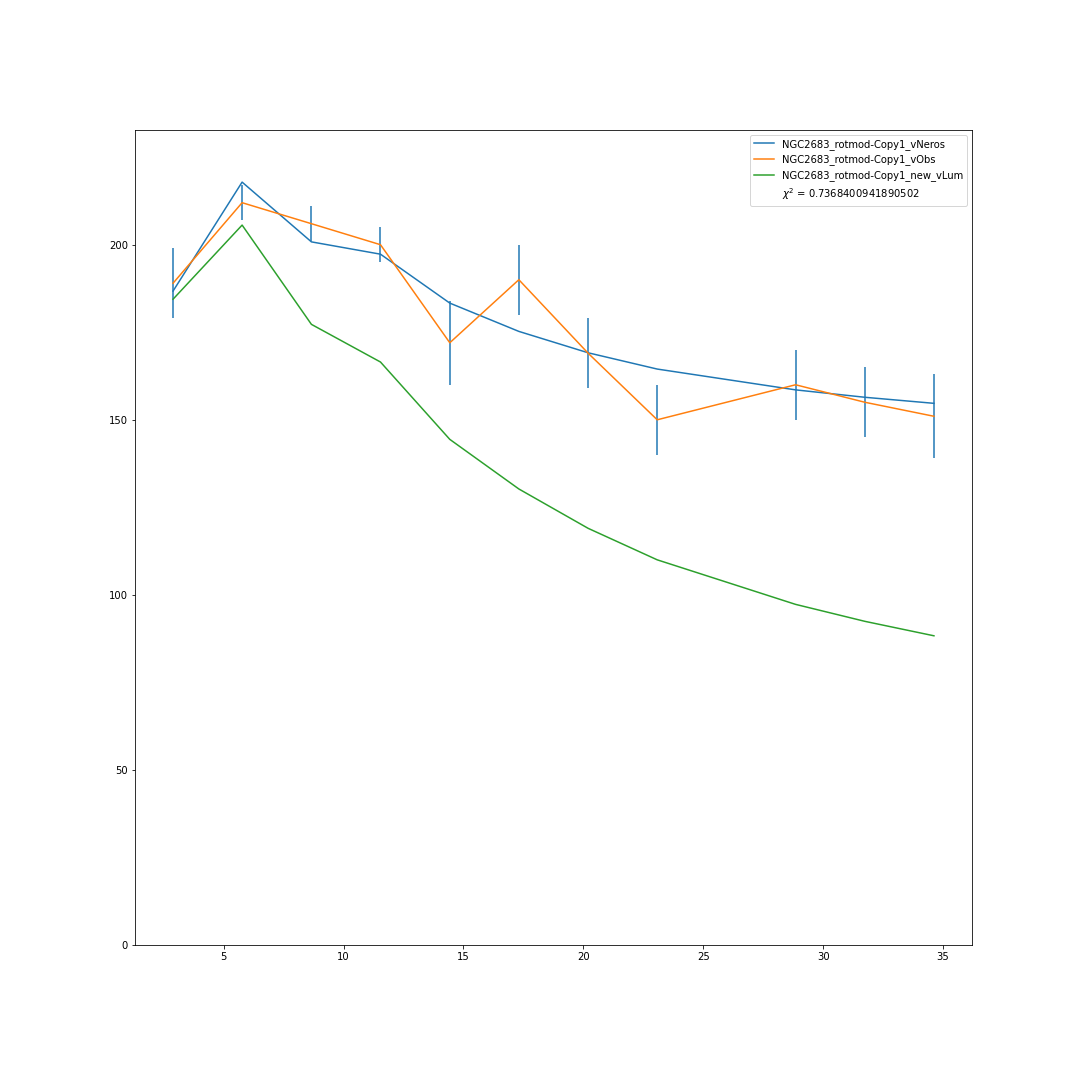 NGC2683_rotmod-Copy1_vNeros
NGC2683_rotmod-Copy1_vObs
NGC2683_rotmod-Copy1_new_vLum
χ² = 0.7368400941890502
200
150
100
50
0
5 10 15 20 25 30 35